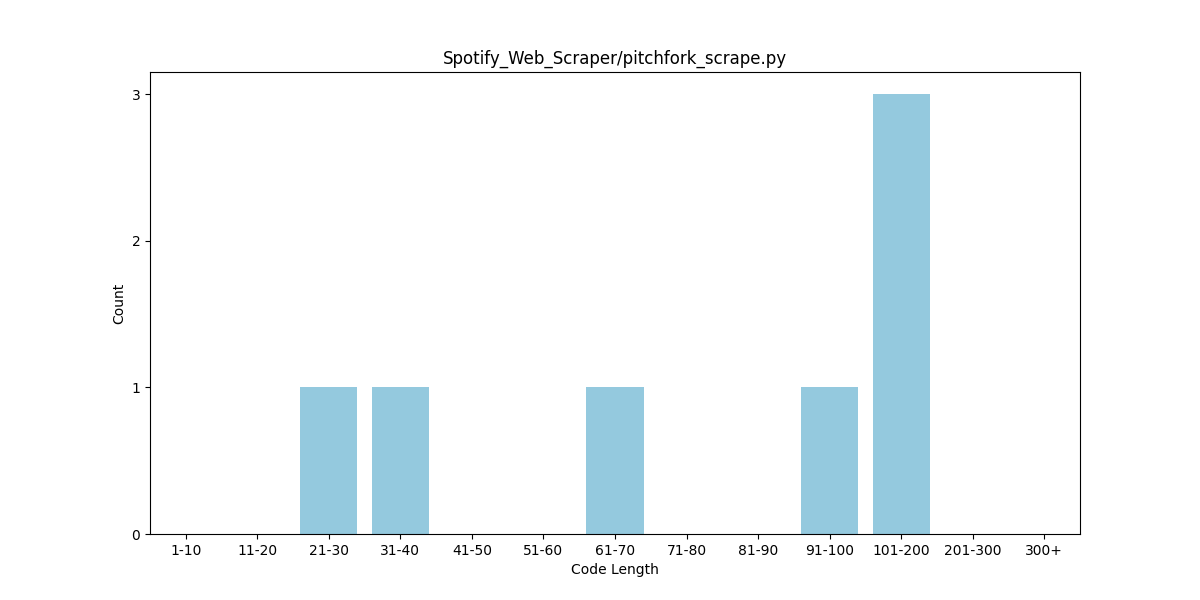 Spotify_Web_Scraper/pitchfork_scrape.py
3
2
1
0
Count
1-10 11-20 21-30 31-40 41-50 51-60 61-70 71-80 81-90 91-100 101-200 201-300 300+
Code Length